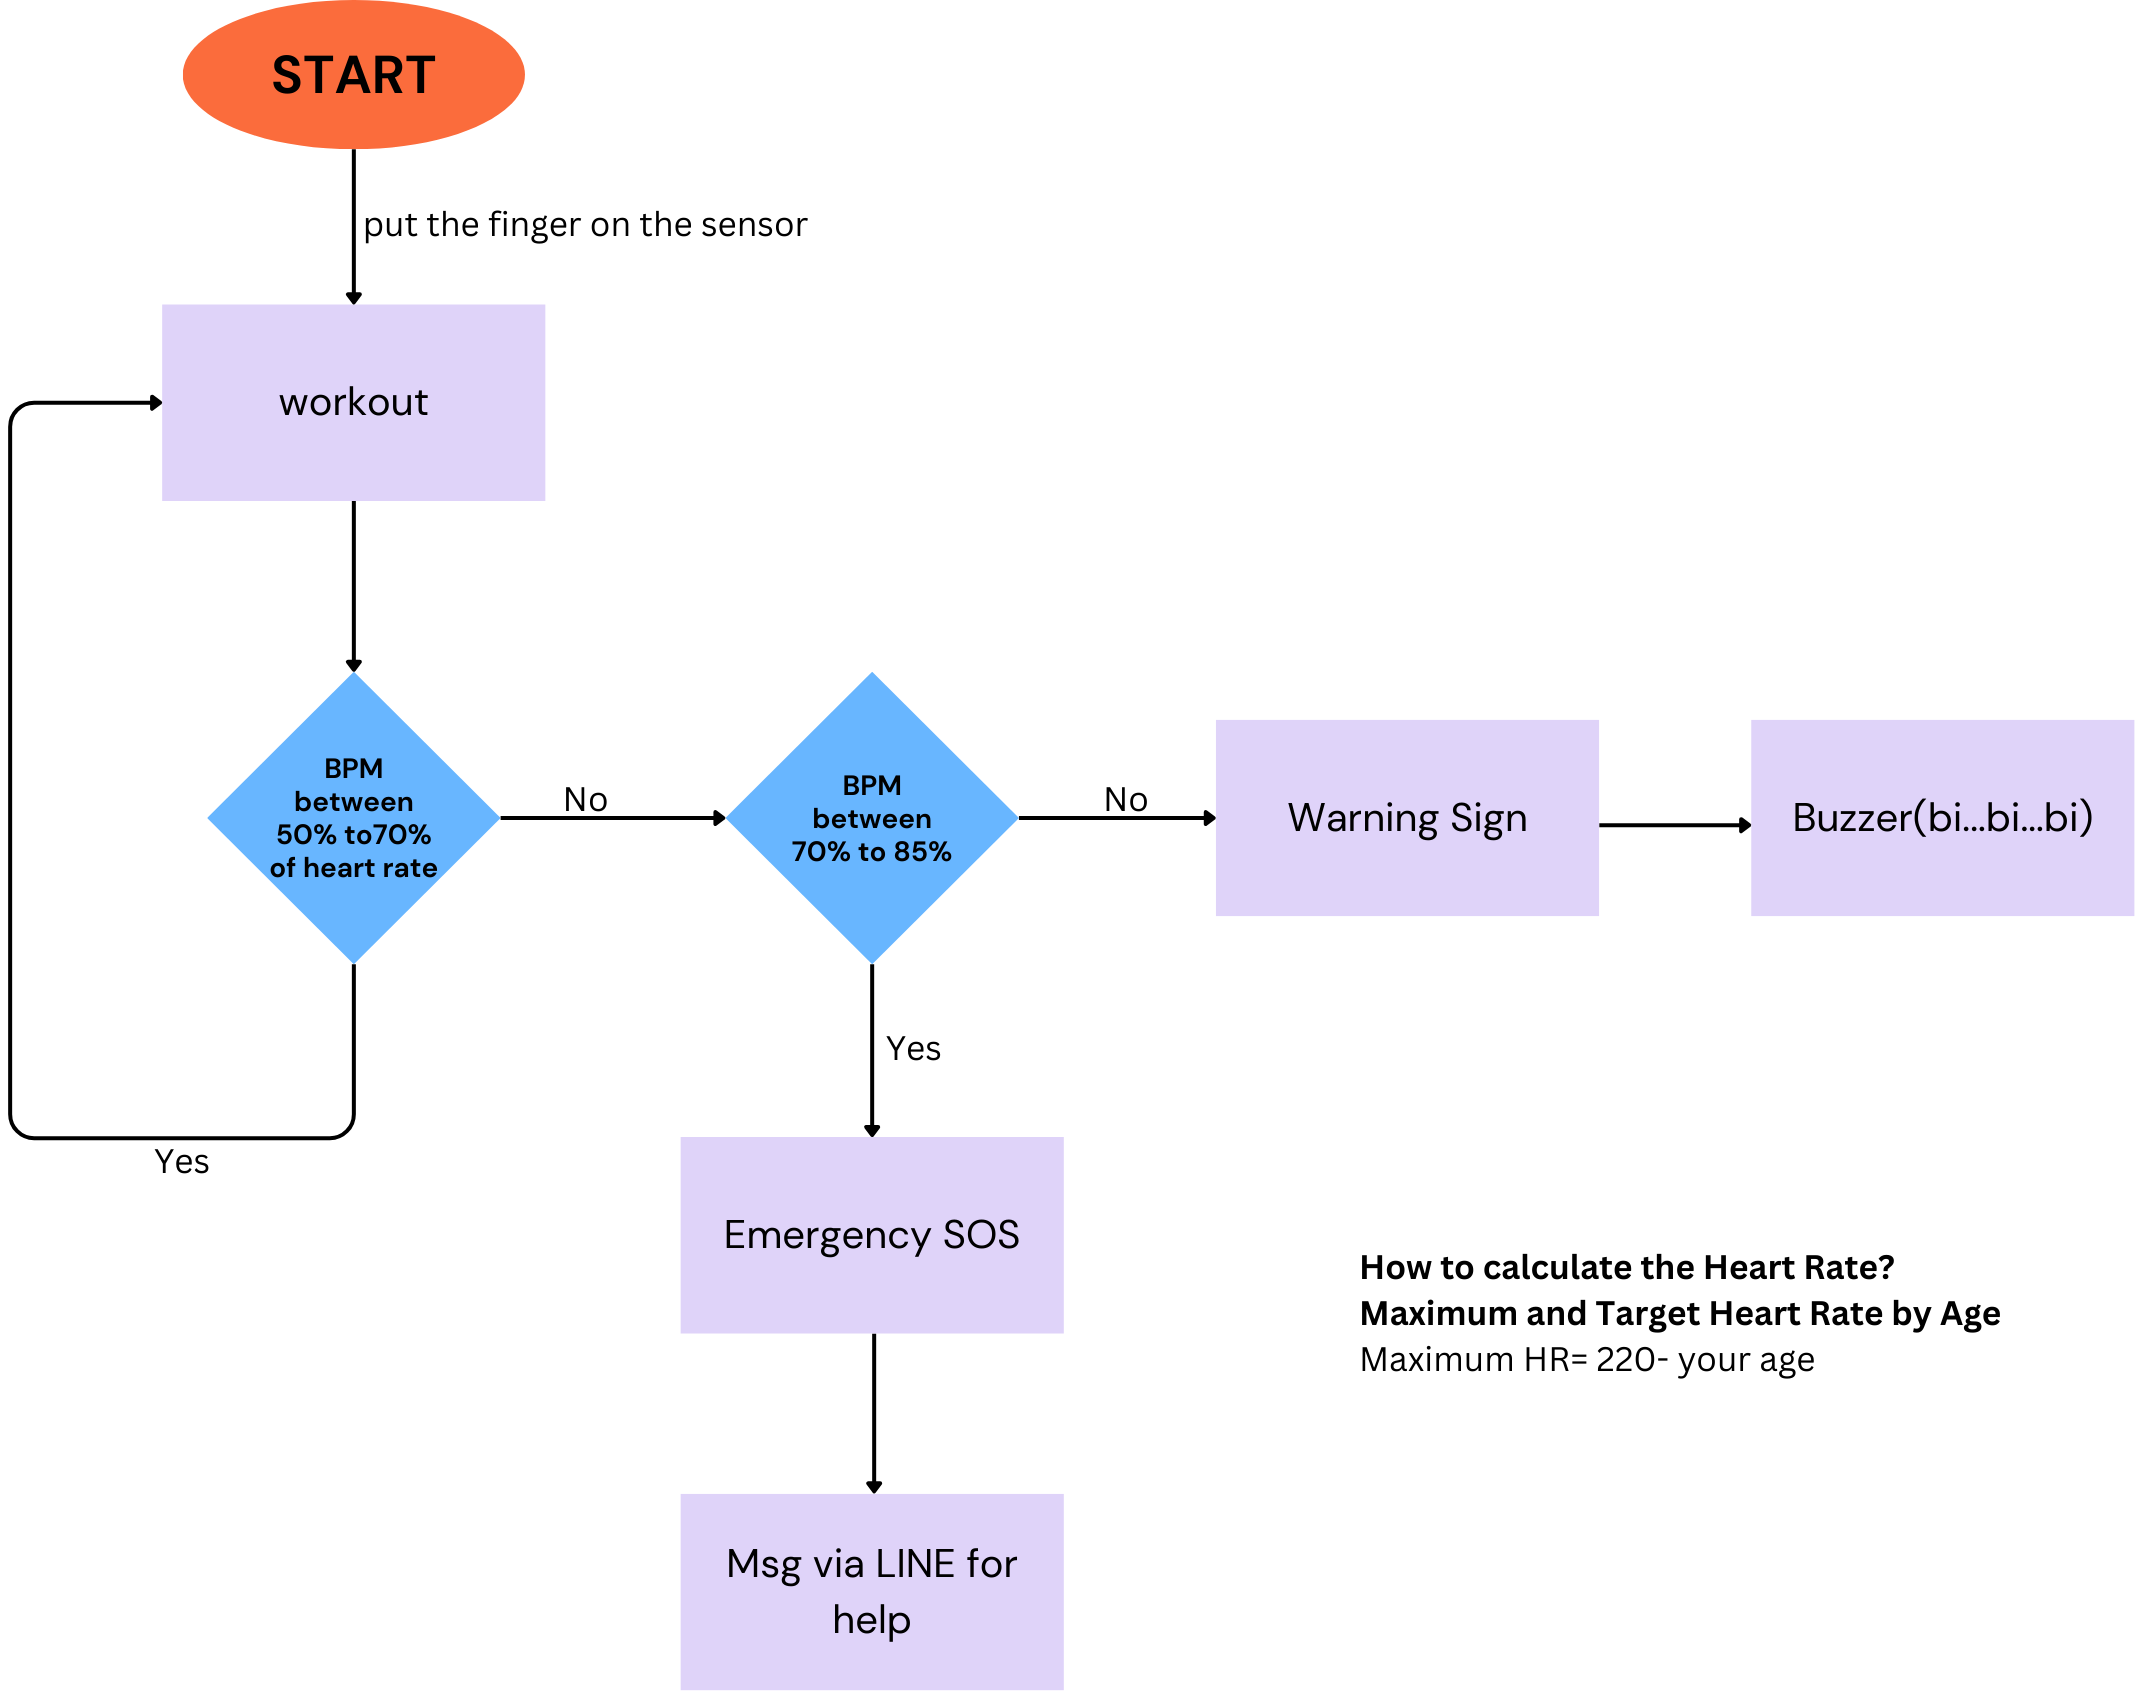 START
put the finger on the sensor
workout
BPM
between
50% to70%
of heart rate
No
BPM
between
70% to 85%
No
Warning Sign
Buzzer(bi...bi...bi)
Yes
Yes
Emergency SOS
Msg via LINE for
help
How to calculate the Heart Rate?
Maximum and Target Heart Rate by Age
Maximum HR= 220- your age